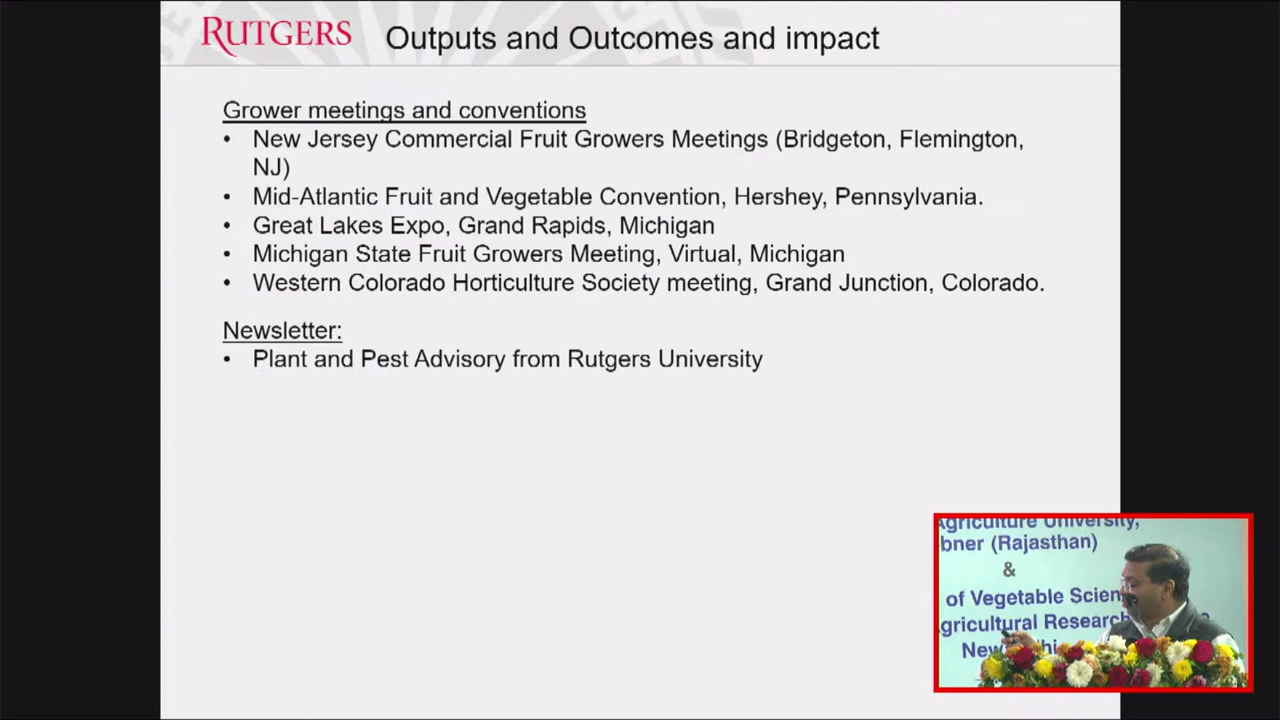 RUTGERS
Outputs and Outcomes and impact
Grower meetings and conventions
• New Jersey Commercial Fruit Growers Meetings (Bridgeton, Flemington,
NJ)
• Mid-Atlantic Fruit and Vegetable Convention, Hershey, Pennsylvania.
• Great Lakes Expo, Grand Rapids, Michigan
• Michigan State Fruit Growers Meeting, Virtual, Michigan
• Western Colorado Horticulture Society meeting, Grand Junction, Colorado.
Newsletter:
• Plant and Pest Advisory from Rutgers University
Agriculture University,
bner (Rajasthan)
&
of Vegetable Scien
gricultural Research
New